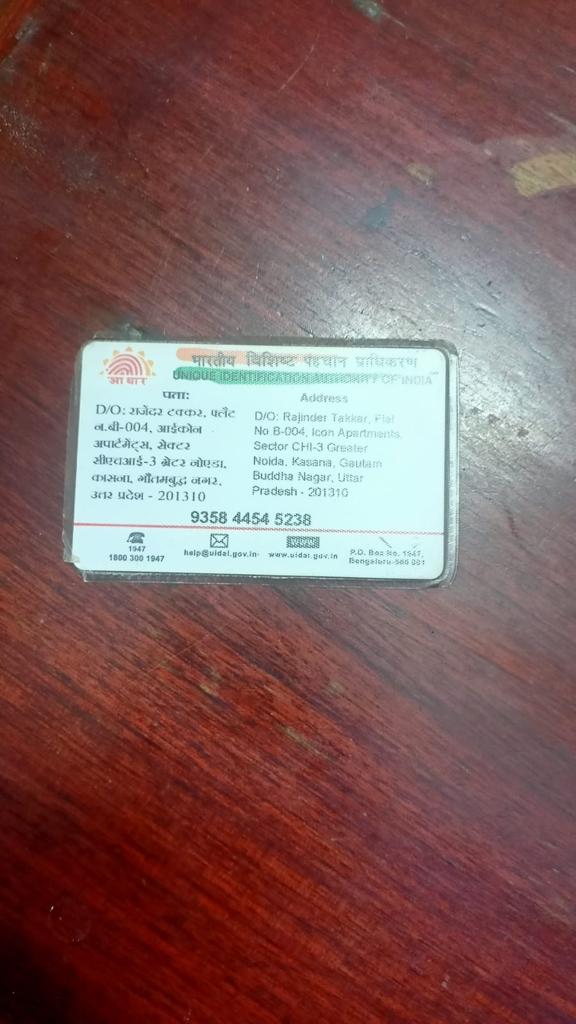 भारतीय विशिष्ट पहचान प्राधिकरण
UNIQUE IDENTIFICATION AUTHORITY OF INDIA
आधार
पता:
D/O: राजेंदर टक्कर, फ्लैट
न.बी-004, आईकोन
अपार्टमेंट्स, सेक्टर
सीएचआई-3 ग्रेटर नोएडा,
कासना, गौतमबुद्ध नगर,
उतर प्रदेश - 201310
Address
D/O: Rajinder Takkar, Flat
No B-004, Icon Apartments,
Sector CHI-3 Greater
Noida, Kasana, Gautam
Buddha Nagar, Uttar
Pradesh - 201310
9358 4454 5238
1947
1800 300 1947
help@uidai.gov.in
www.uidai.gov.in
P.O. Box No. 1947,
Bengaluru-560 001